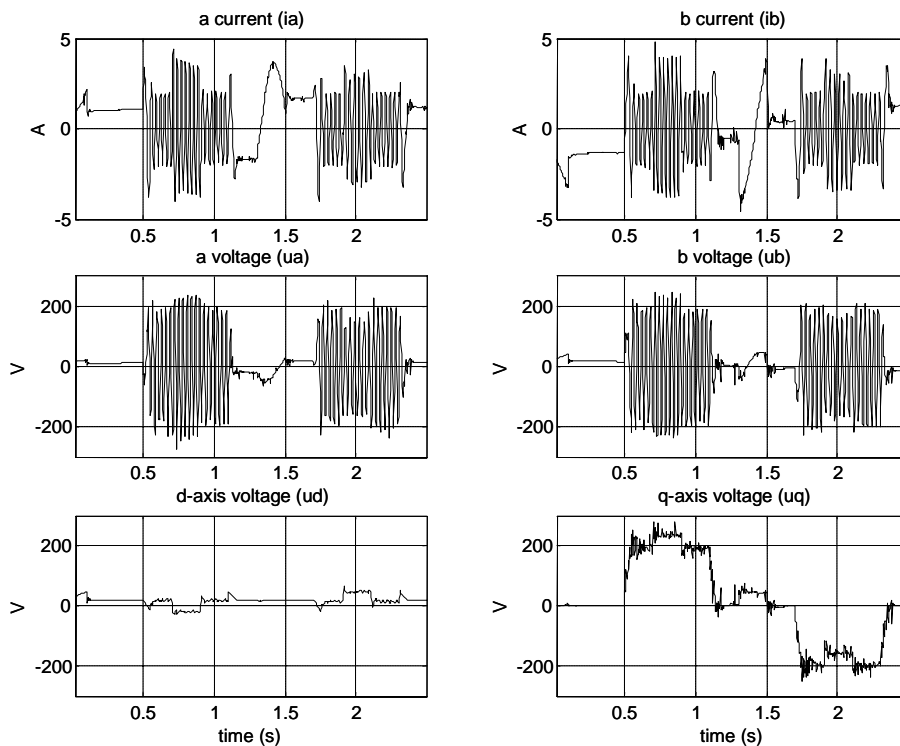 a current (ia)
b current (ib)
5
0
-5
A
0.5 1 1.5 2
5
0
-5
A
0.5 1 1.5 2
a voltage (ua)
b voltage (ub)
200
0
-200
V
0.5 1 1.5 2
200
0
-200
V
0.5 1 1.5 2
d-axis voltage (ud)
q-axis voltage (uq)
200
0
-200
V
0.5 1 1.5 2
time (s)
200
0
-200
V
0.5 1 1.5 2
time (s)